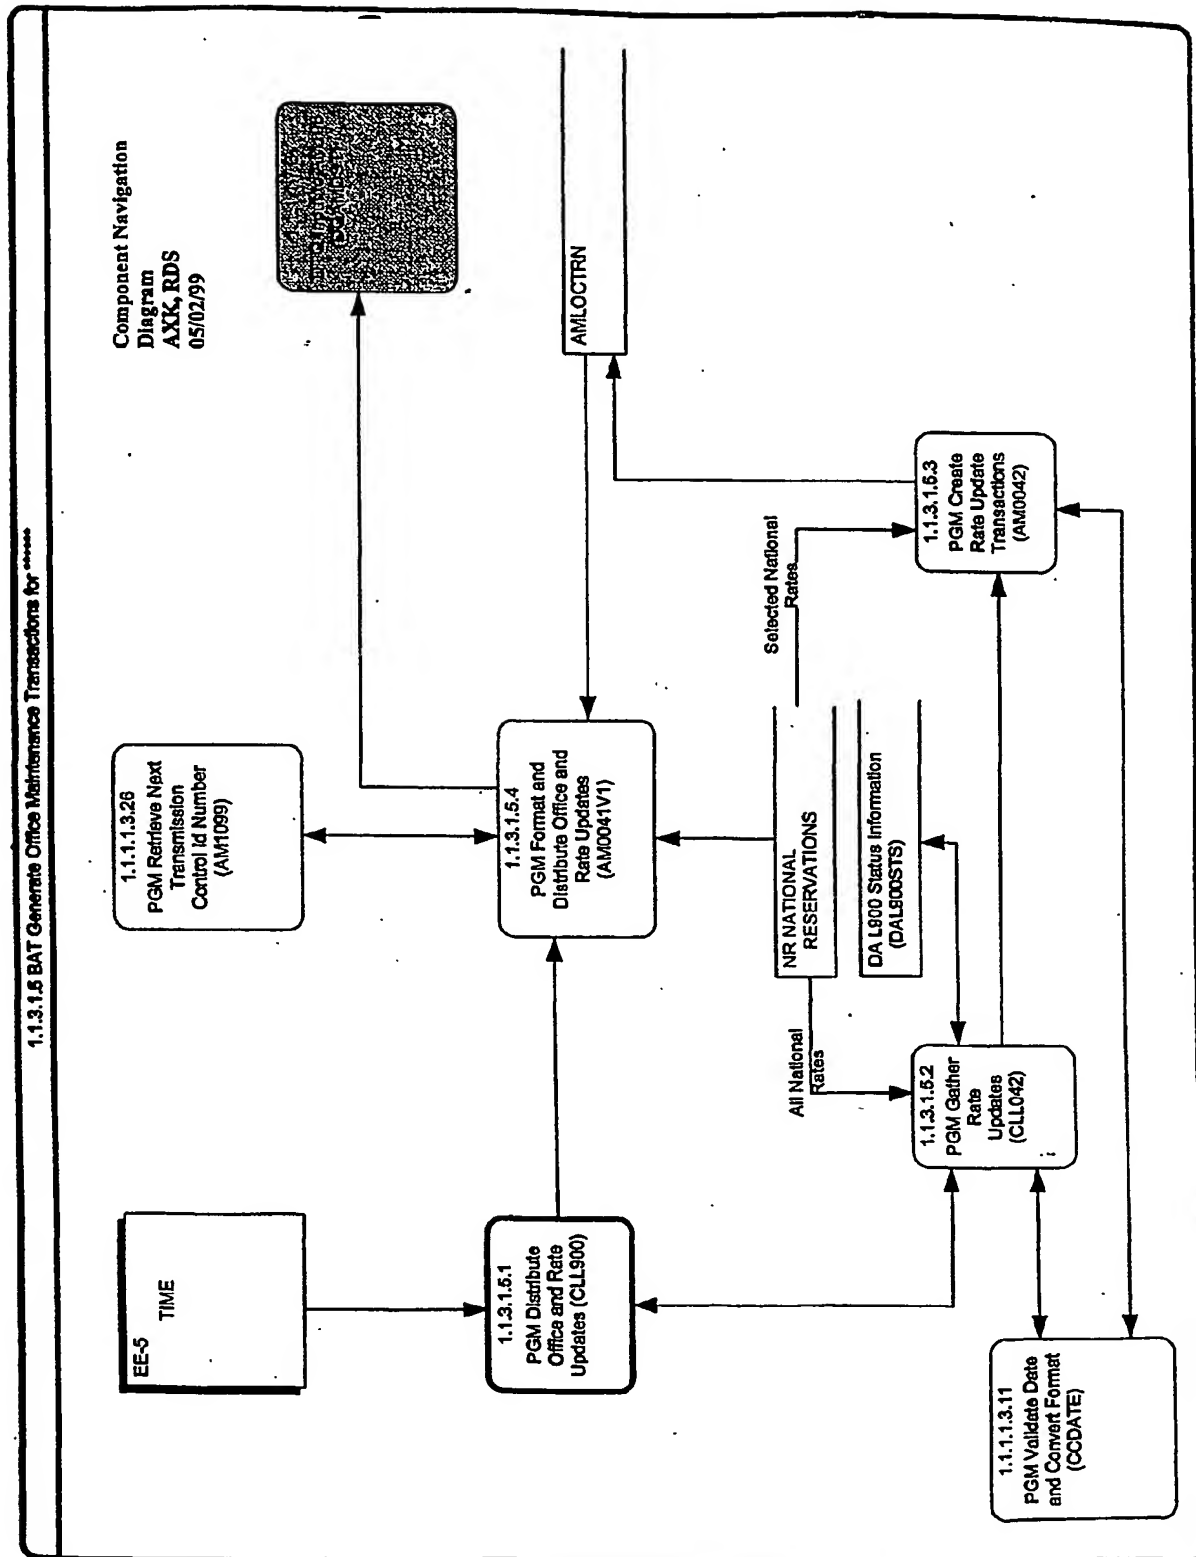 1.1.3.1.5 BAT Generate Office Maintenance Transactions for ******
Component Navigation
Diagram
AXK, RDS
05/02/99
EE-5
TIME
1.1.1.1.3.26
PGM Retrieve Next
Transmission
Control Id Number
(AM1099)
1.1.3.1.5.1
PGM Distribute
Office and Rate
Updates (CLL900)
1.1.3.1.5.4
PGM Format and
Distribute Office and
Rate Updates
(AM0041V1)
AMLOCTRN
All National
Rates
NR NATIONAL
RESERVATIONS
Selected National
Rates
DA L900 Status Information
(DAL900STS)
1.1.3.1.5.2
PGM Gather
Rate
Updates
(CLL042)
1.1.3.1.5.3
PGM Create
Rate Update
Transactions
(AM0042)
1.1.1.1.3.11
PGM Validate Date
and Convert Format
(CCDATE)